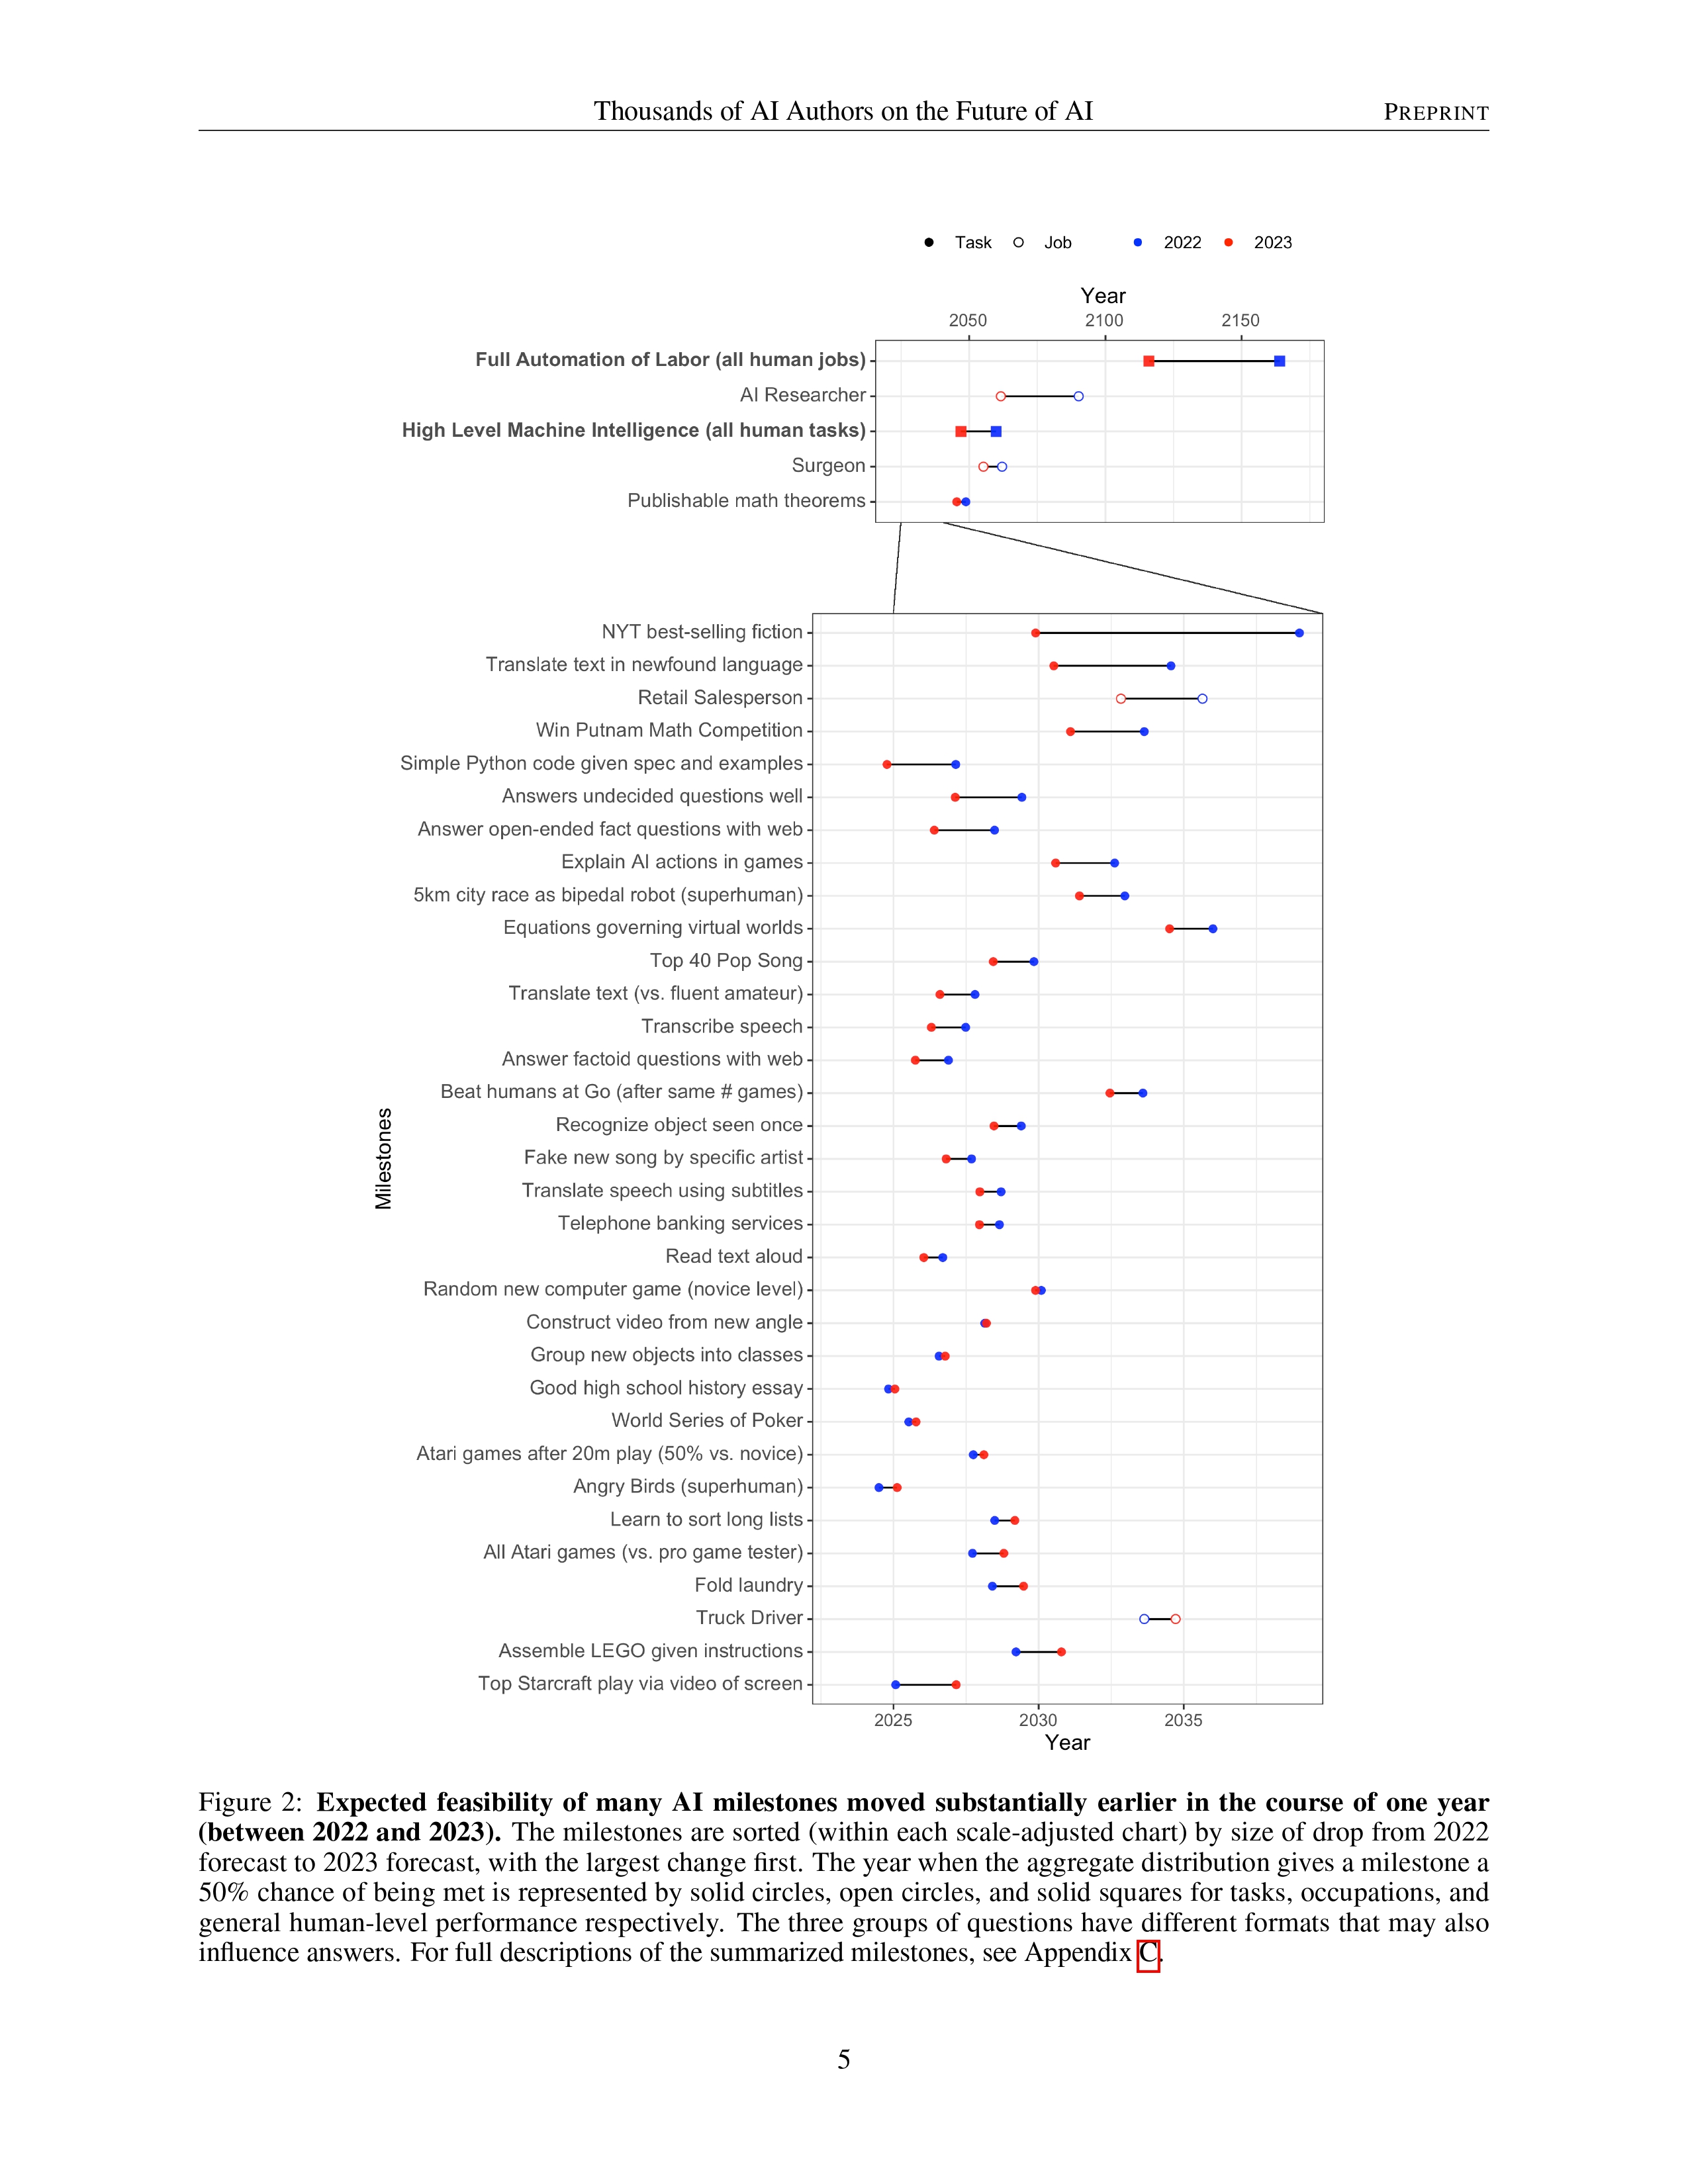 Thousands of AI Authors on the Future of AI PREPRINT
Task Job 2022 2023
Year
2050 2100 2150
Full Automation of Labor (all human jobs)
AI Researcher
High Level Machine Intelligence (all human tasks)
Surgeon
Publishable math theorems
NYT best-selling fiction
Translate text in newfound language
Retail Salesperson
Win Putnam Math Competition
Simple Python code given spec and examples
Answers undecided questions well
Answer open-ended fact questions with web
Explain AI actions in games
5km city race as bipedal robot (superhuman)
Equations governing virtual worlds
Top 40 Pop Song
Translate text (vs. fluent amateur)
Transcribe speech
Answer factoid questions with web
Beat humans at Go (after same # games)
Recognize object seen once
Fake new song by specific artist
Translate speech using subtitles
Telephone banking services
Read text aloud
Random new computer game (novice level)
Construct video from new angle
Group new objects into classes
Good high school history essay
World Series of Poker
Atari games after 20m play (50% vs. novice)
Angry Birds (superhuman)
Learn to sort long lists
All Atari games (vs. pro game tester)
Fold laundry
Truck Driver
Assemble LEGO given instructions
Top Starcraft play via video of screen
Milestones
2025 2030 2035
Year
Figure 2: Expected feasibility of many AI milestones moved substantially earlier in the course of one year
(between 2022 and 2023). The milestones are sorted (within each scale-adjusted chart) by size of drop from 2022
forecast to 2023 forecast, with the largest change first. The year when the aggregate distribution gives a milestone a
50% chance of being met is represented by solid circles, open circles, and solid squares for tasks, occupations, and
general human-level performance respectively. The three groups of questions have different formats that may also
influence answers. For full descriptions of the summarized milestones, see Appendix C.
5